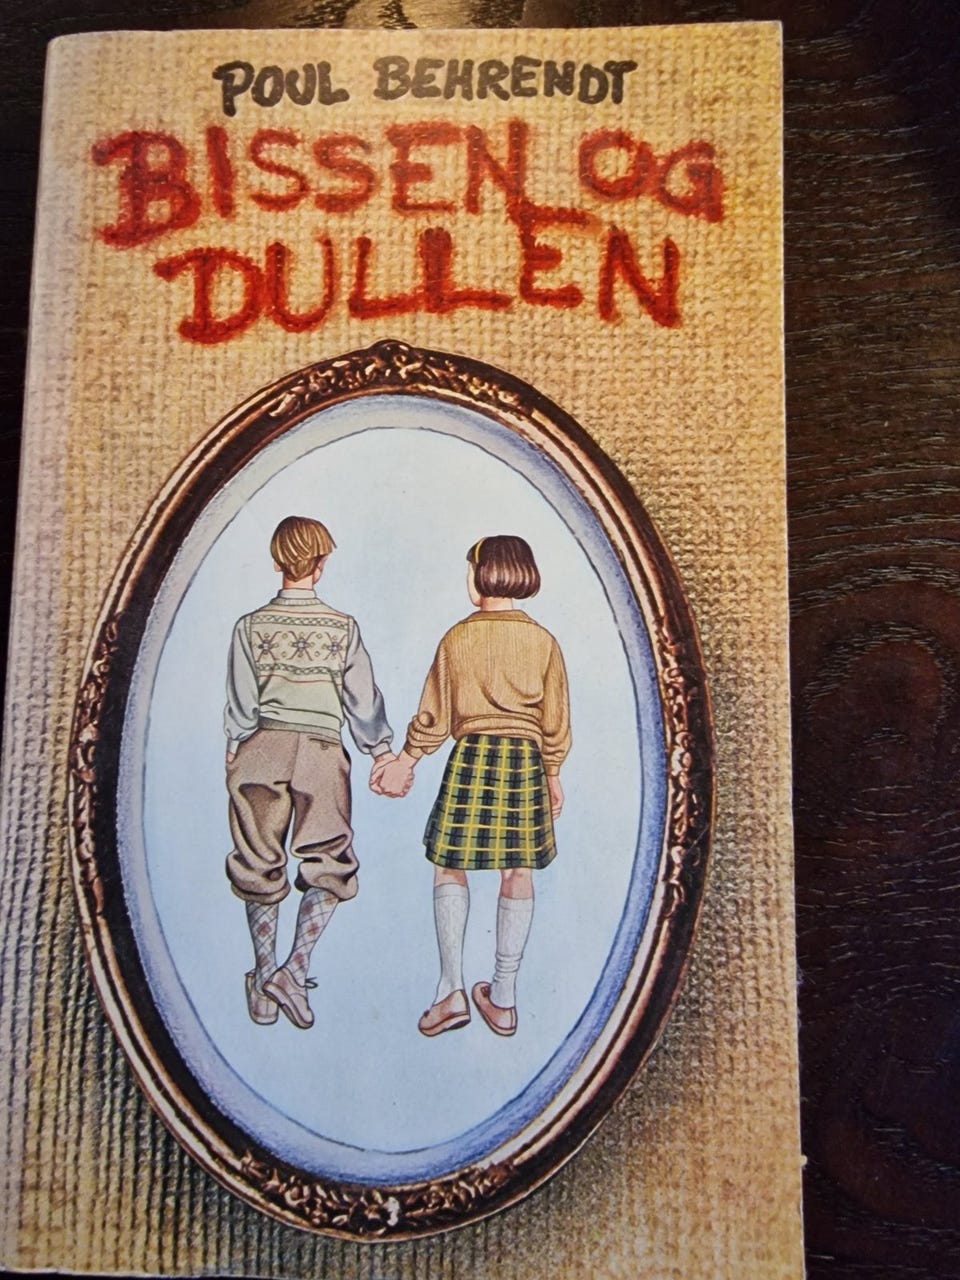 POUL BEHRENDT
BISSEN OG
DULLEN